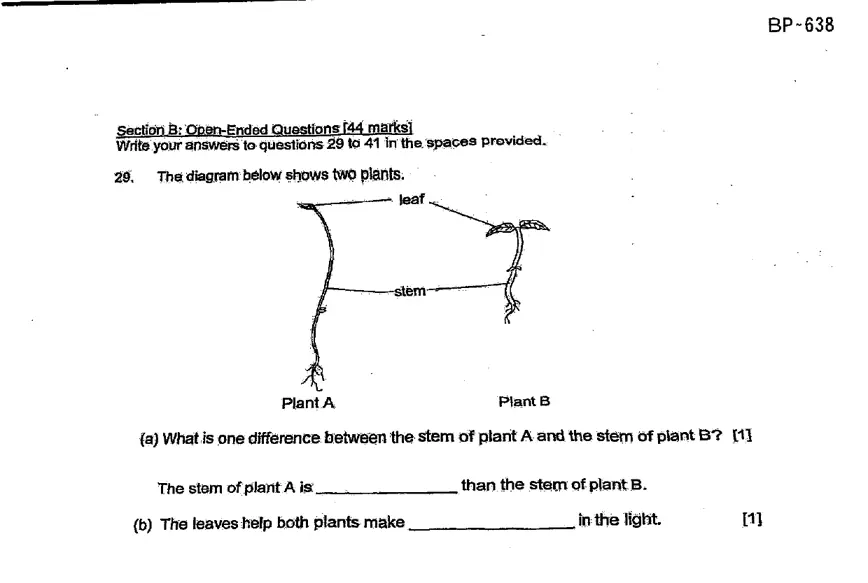 BP-638
Section B: Open-Ended Questions [44 marks]
Write your answers to questions 29 to 41 in the spaces provided.
29. The diagram below shows two plants.
leaf
stem
Plant A Plant B
(a) What is one difference between the stem of plant A and the stem of plant B? [1]
The stem of plant A is ________________ than the stem of plant B.
(b) The leaves help both plants make ___________________ in the light. [1]